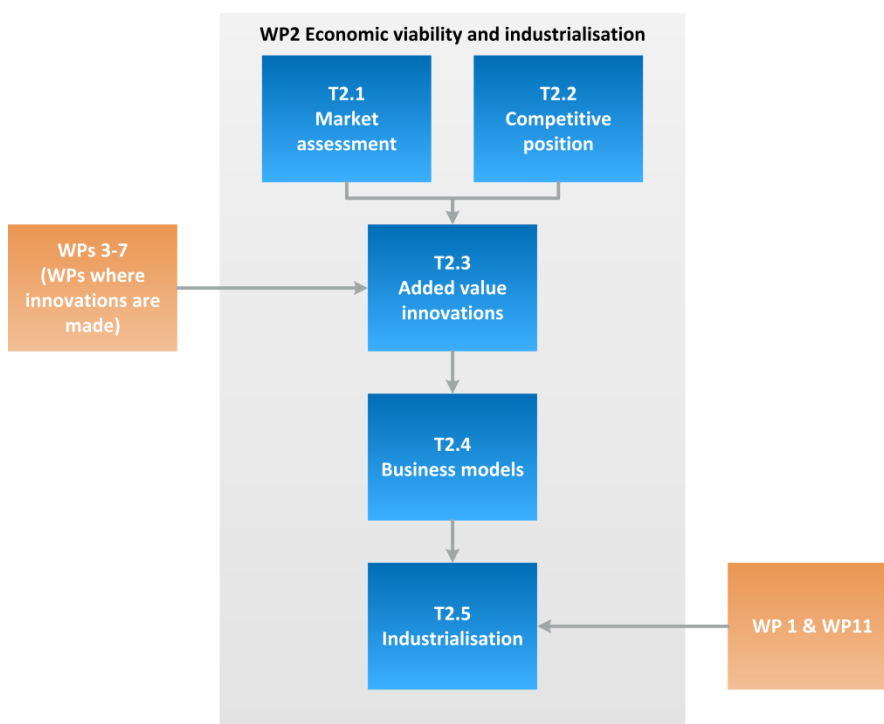 WP2 Economic viability and industrialisation
T2.1
Market
assessment
T2.2
Competitive
position
WPs 3-7
(WPs where
innovations are
made)
T2.3
Added value
innovations
T2.4
Business models
T2.5
Industrialisation
WP 1 & WP11